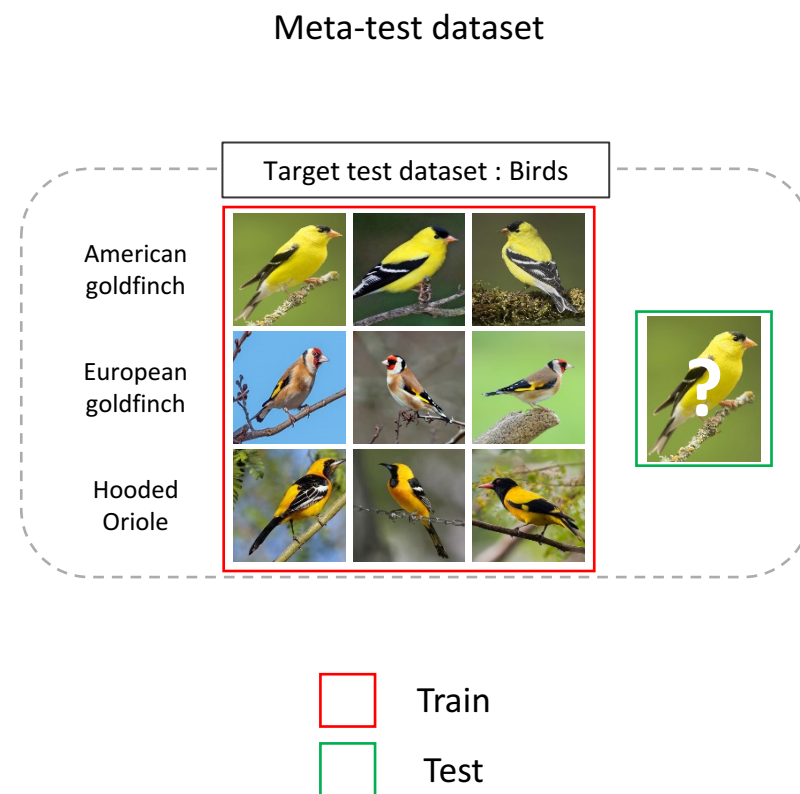 Meta-test dataset
Target test dataset : Birds
American
goldfinch
European
goldfinch
?
Hooded
Oriole
Train
Test